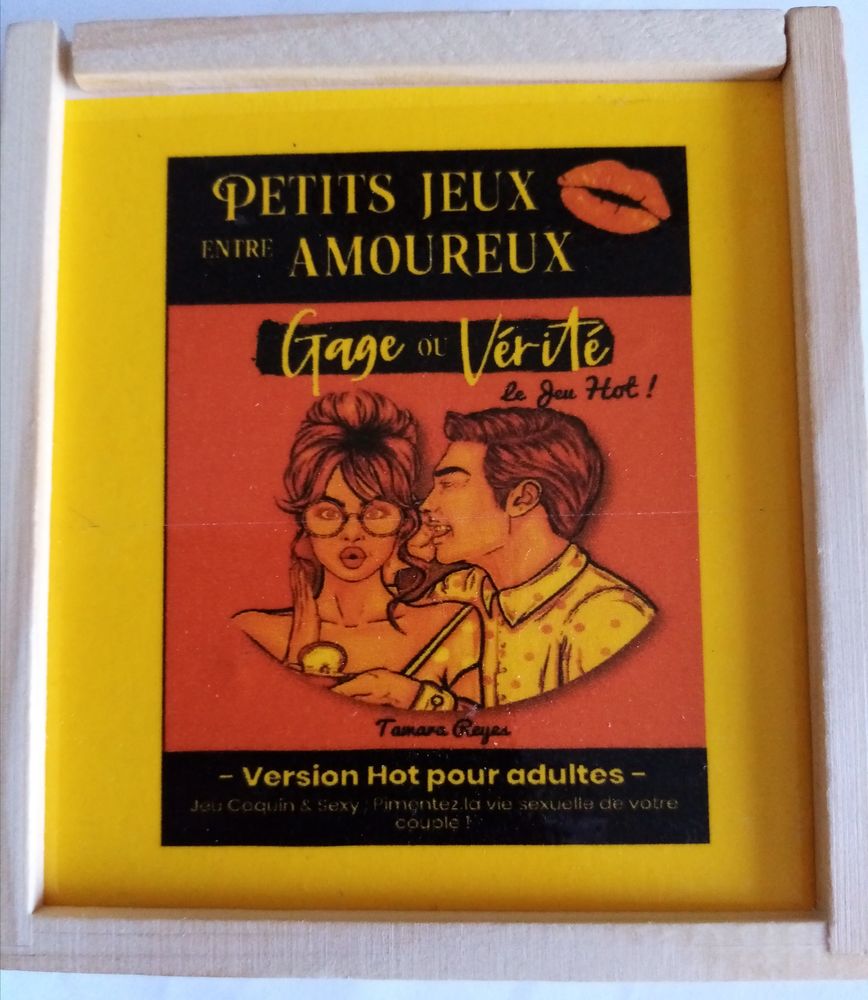 PETITS JEUX
ENTRE AMOUREUX
Gage OU Vérité
Le Jeu Hot !
Tamara Reyes
- Version Hot pour adultes -
Jeu Coquin & Sexy : Pimentez la vie sexuelle de votre
couple !